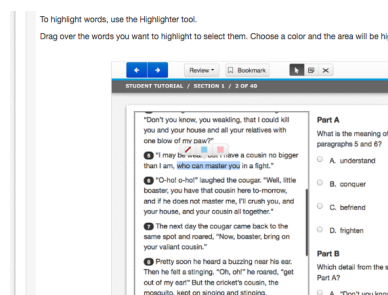 To highlight words, use the Highlighter tool.
Drag over the words you want to highlight to select them. Choose a color and the area will be
Review
Bookmark
STUDENT TUTORIAL / SECTION 1 / 2 OF 40
"Don't you know, you weakling, that I could kill
you and your house and all your relatives with
one blow of my paw?"
5 "I may be weak, but I have a cousin no bigger
than I am, who can master you in a fight."
6 "O-ho! o-ho!" laughed the cougar. "Well, little
boaster, you have that cousin here to-morrow,
and if he does not master me, I'll crush you, and
your house, and your cousin all together."
7 The next day the cougar came back to the
same spot and roared, "Now, boaster, bring on
your valiant cousin."
8 Pretty soon he heard a buzzing near his ear.
Then he felt a stinging. "Oh, oh!" he roared, "get
out of my ear!" But the cricket's cousin, the
mosquito, kept on singing and stinging,
Part A
What is the meaning of
paragraphs 5 and 6?
A. understand
B. conquer
C. befriend
D. frighten
Part B
Which detail from the s
Part A?
A. "Don't you know